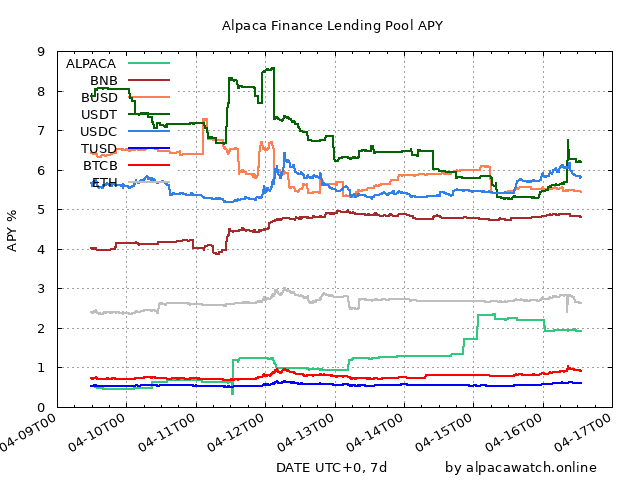 Alpaca Finance Lending Pool APY
9
8
7
6
5
4
3
2
1
0
APY %
ALPACA
BNB
BUSD
USDT
USDC
TUSD
BTCB
ETH
04-09T00
04-10T00
04-11T00
04-12T00
04-13T00
04-14T00
04-15T00
04-16T00
04-17T00
DATE UTC+0, 7d
by alpacawatch.online